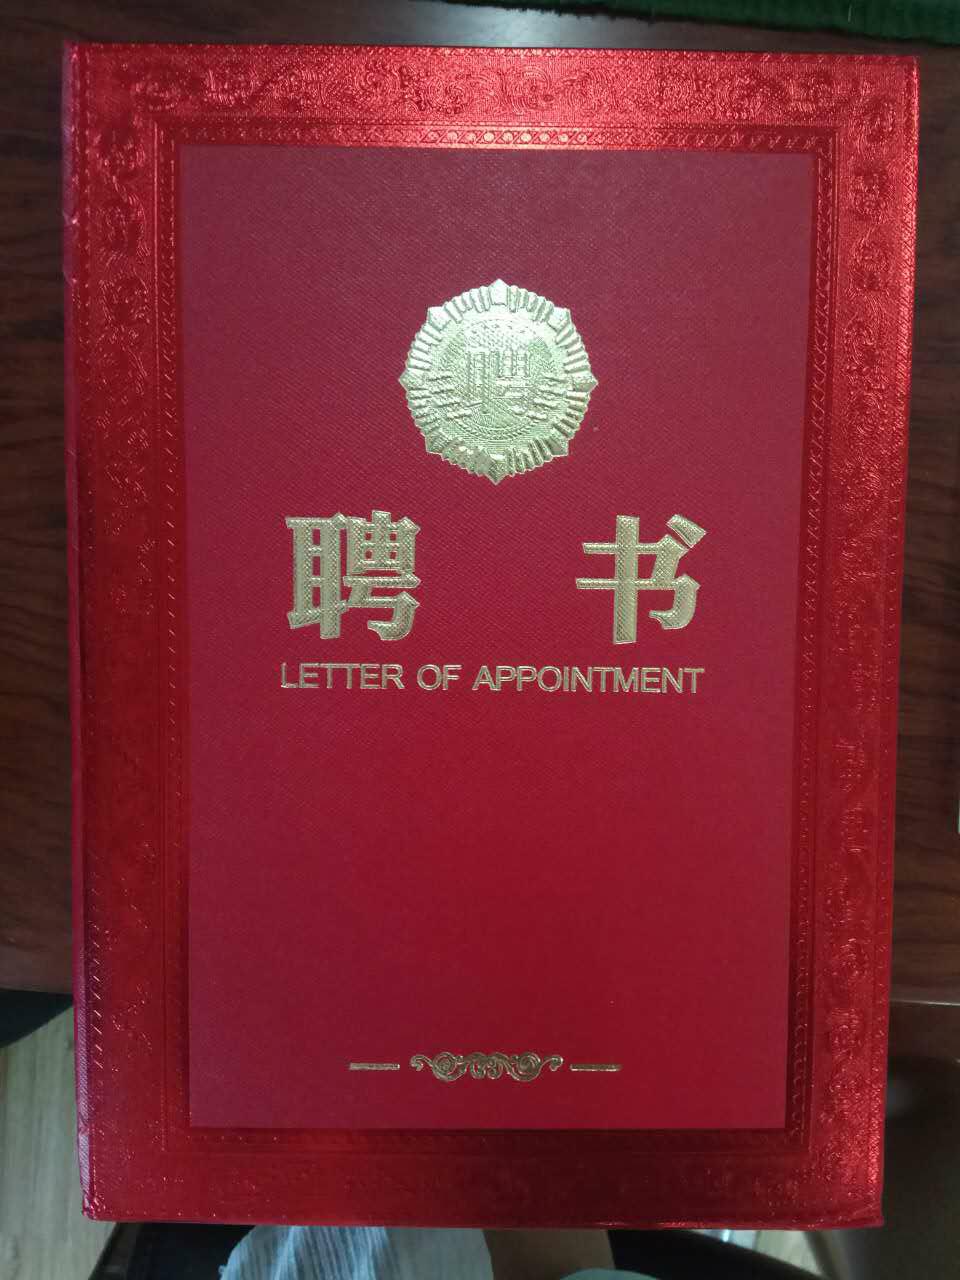 聘 书
LETTER OF APPOINTMENT